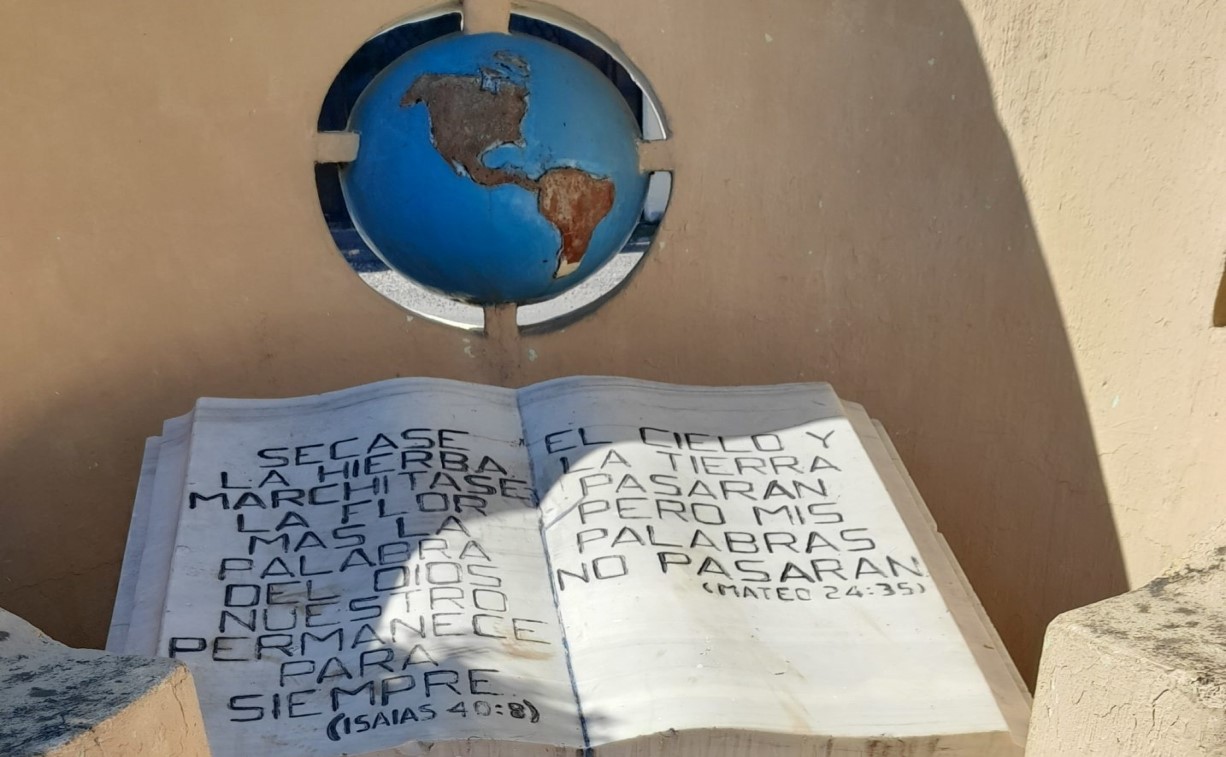 SECASE
LA HIERBA
MARCHITASE
LA FLOR
MAS LA
PALABRA
DEL DIOS
NUESTRO
PERMANECE
PARA
SIEMPRE
(ISAIAS 40:8)
EL CIELO Y
LA TIERRA
PASARAN
PERO MIS
PALABRAS
NO PASARAN
(MATEO 24:35)